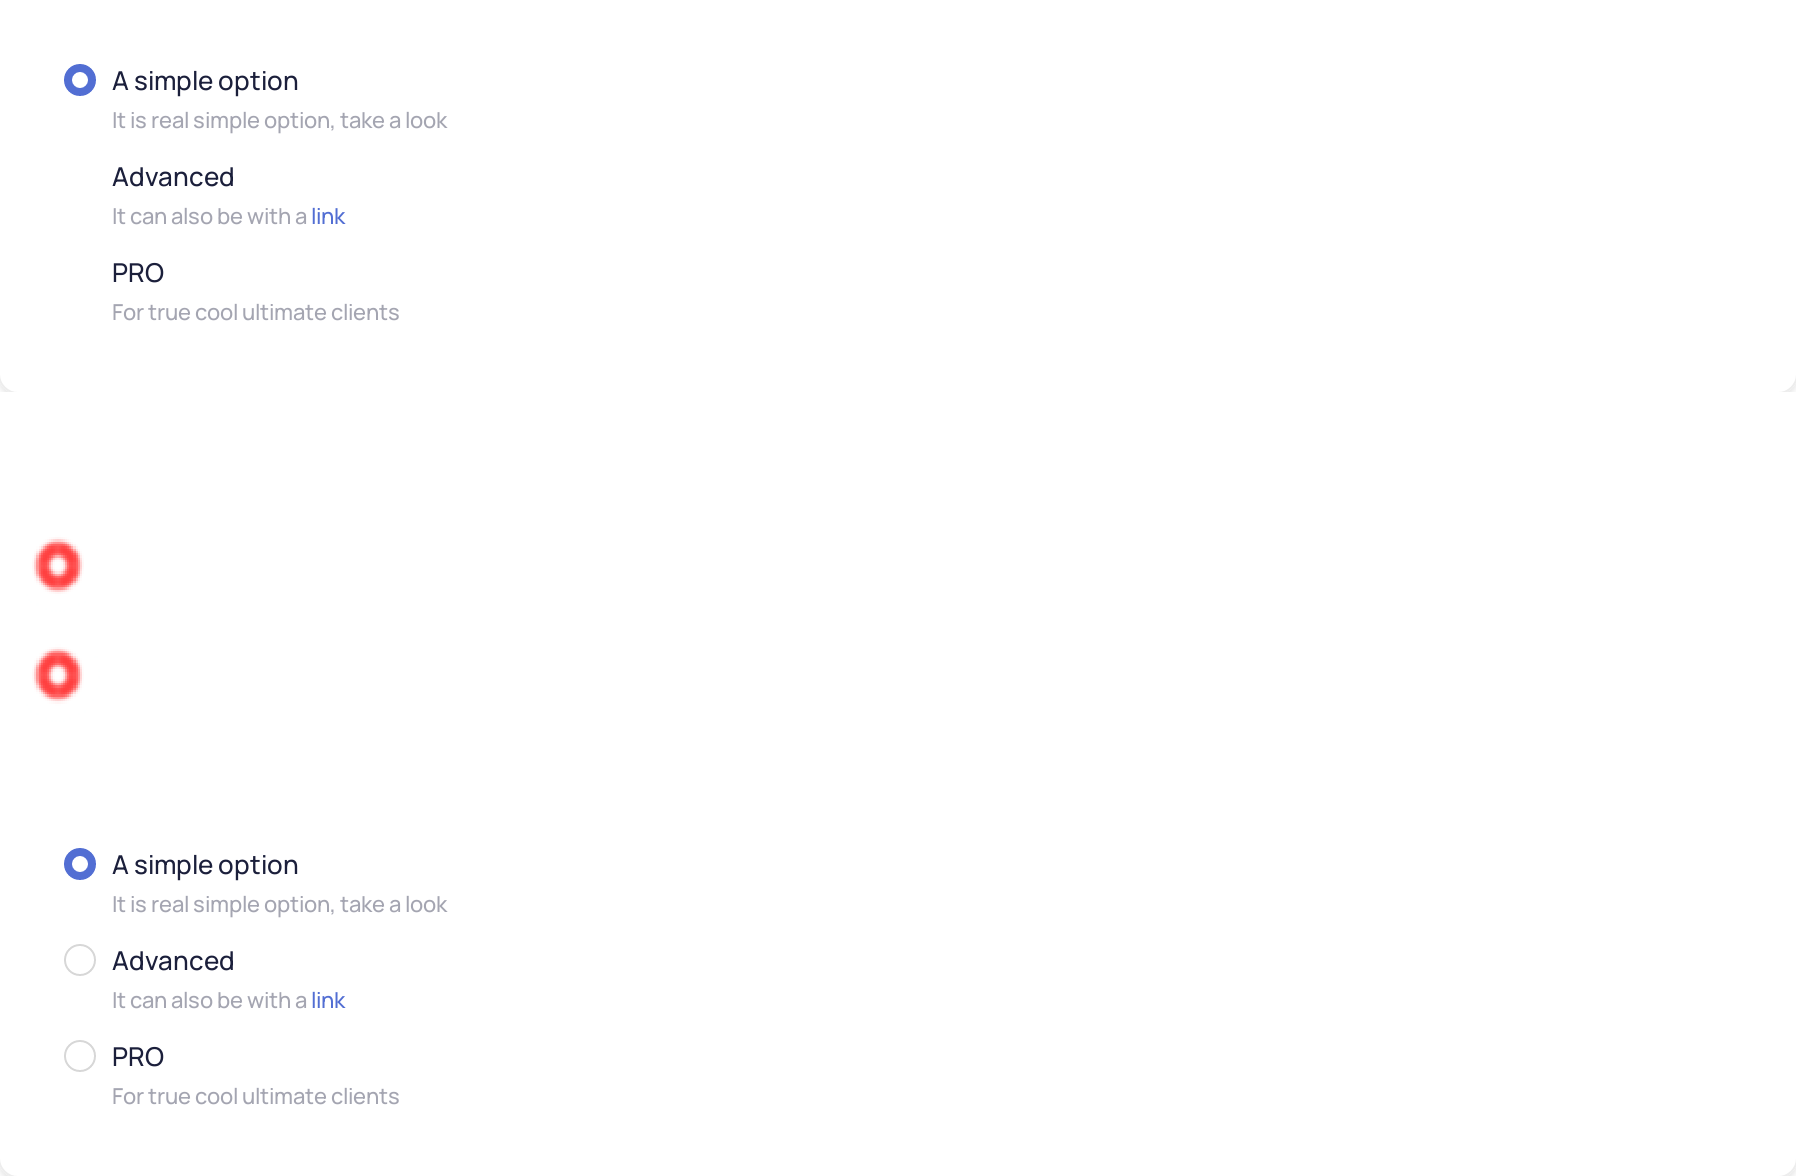 A simple option
It is real simple option, take a look
Advanced
It can also be with a link
PRO
For true cool ultimate clients
A simple option
It is real simple option, take a look
Advanced
It can also be with a link
PRO
For true cool ultimate clients